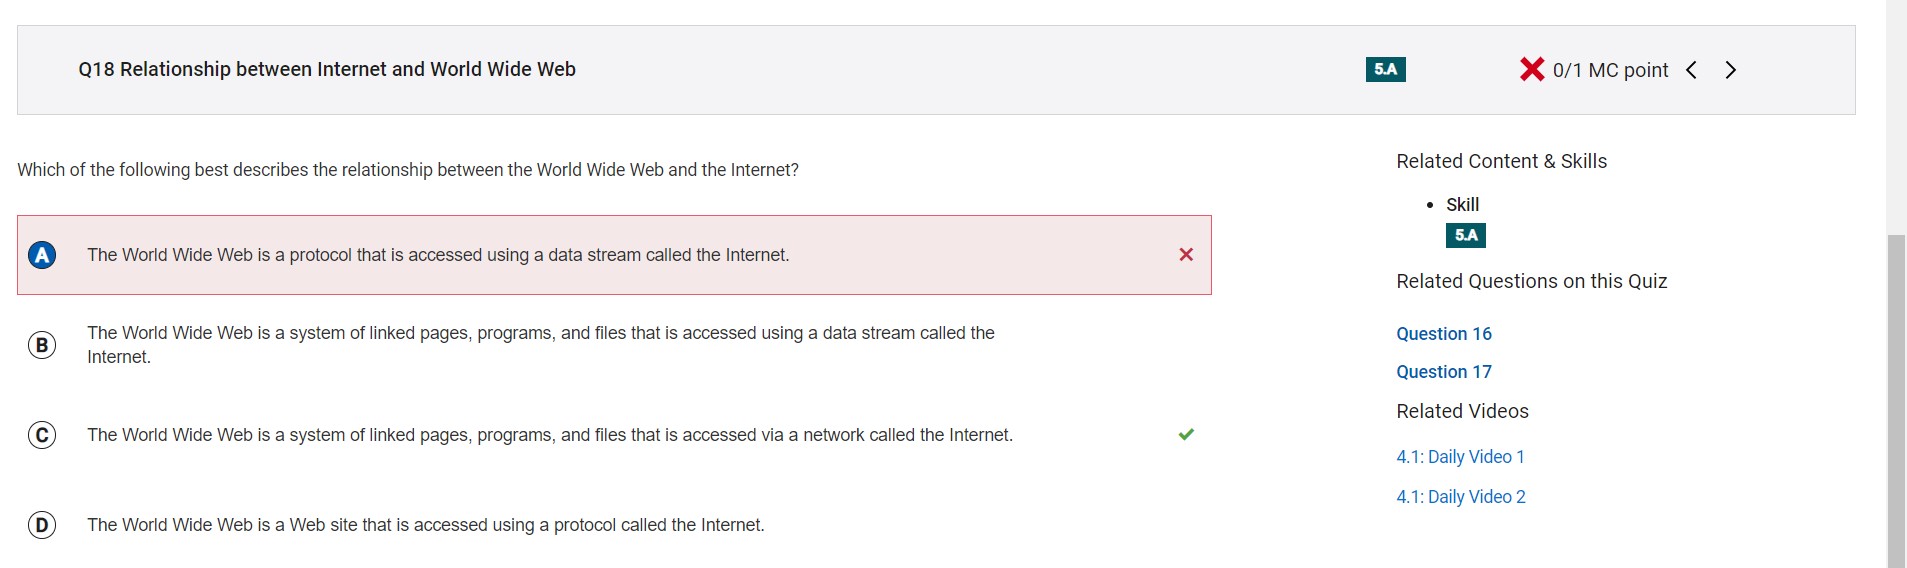 Q18 Relationship between Internet and World Wide Web
5.A
0/1 MC point
Which of the following best describes the relationship between the World Wide Web and the Internet?
A
The World Wide Web is a protocol that is accessed using a data stream called the Internet.
B
The World Wide Web is a system of linked pages, programs, and files that is accessed using a data stream called the
Internet.
C
The World Wide Web is a system of linked pages, programs, and files that is accessed via a network called the Internet.
D
The World Wide Web is a Web site that is accessed using a protocol called the Internet.
Related Content & Skills
• Skill
5.A
Related Questions on this Quiz
Question 16
Question 17
Related Videos
4.1: Daily Video 1
4.1: Daily Video 2